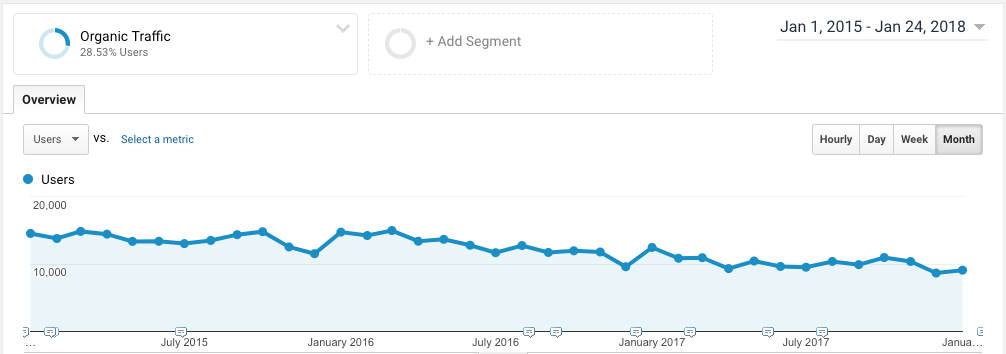 Organic Traffic
28.53% Users
+ Add Segment
Jan 1, 2015 - Jan 24, 2018
Overview
Users
vs.
Select a metric
Hourly
Day
Week
Month
Users
20,000
10,000
...
July 2015
January 2016
July 2016
January 2017
July 2017
Janua...